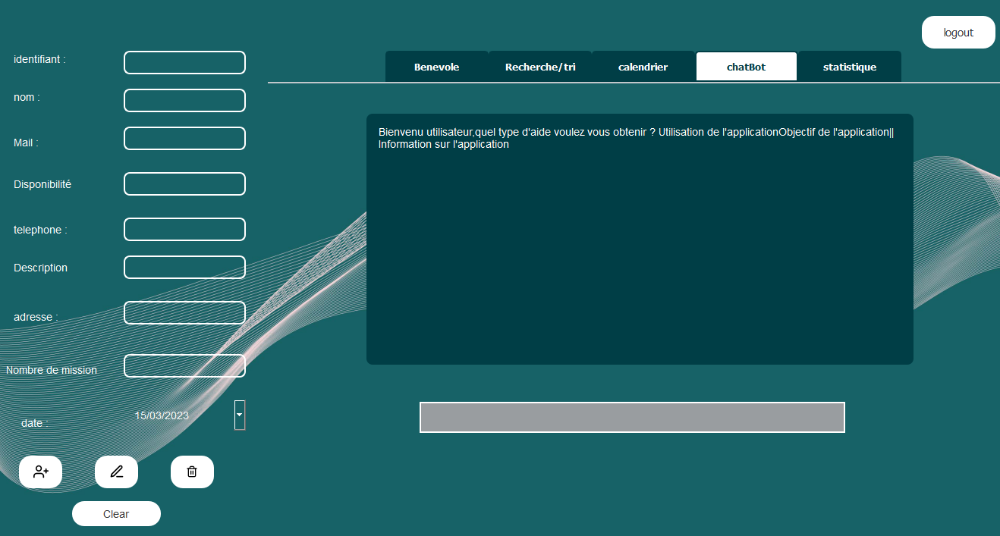 logout
identifiant :
nom :
Mail :
Disponibilité
telephone :
Description
adresse :
Nombre de mission
date :
15/03/2023
Clear
Benevole
Recherche/tri
calendrier
chatBot
statistique
Bienvenu utilisateur,quel type d'aide voulez vous obtenir ? Utilisation de l'applicationObjectif de l'application||
Information sur l'application